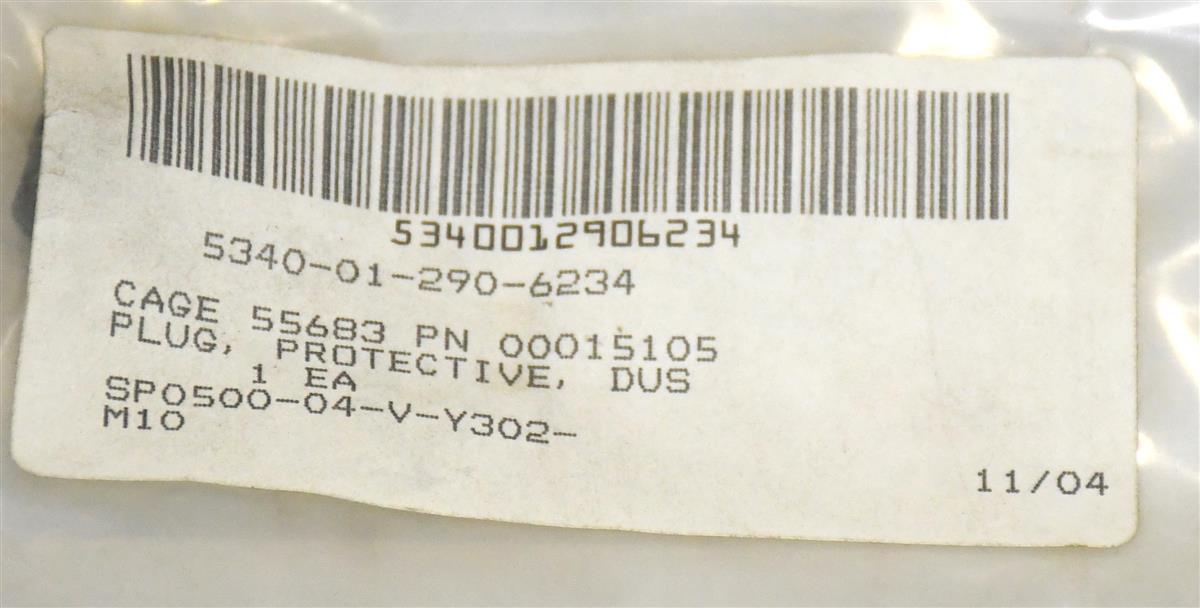 5340012906234
5340-01-290-6234
CAGE 55683 PN 00015105
PLUG, PROTECTIVE, DUS
1 EA
SP0500-04-V-Y302-
M10
11/04